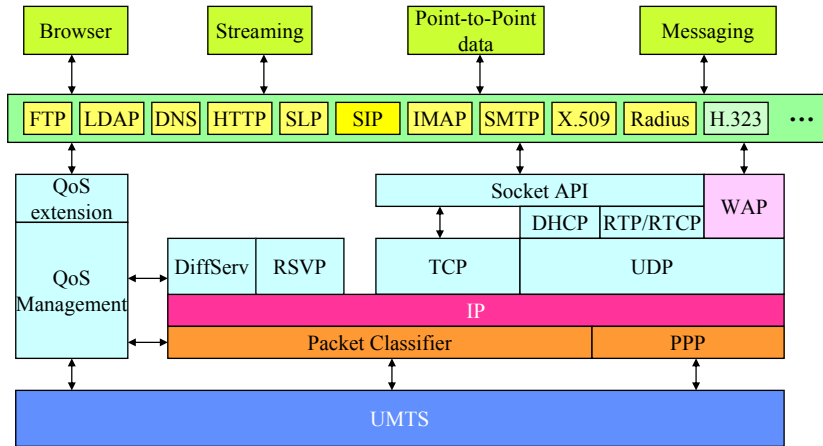 Browser
Streaming
Point-to-Point
data
Messaging
FTP
LDAP
DNS
HTTP
SLP
SIP
IMAP
SMTP
X.509
Radius
H.323
...
QoS
extension
Socket API
WAP
DHCP
RTP/RTCP
QoS
Management
DiffServ
RSVP
TCP
UDP
IP
Packet Classifier
PPP
UMTS